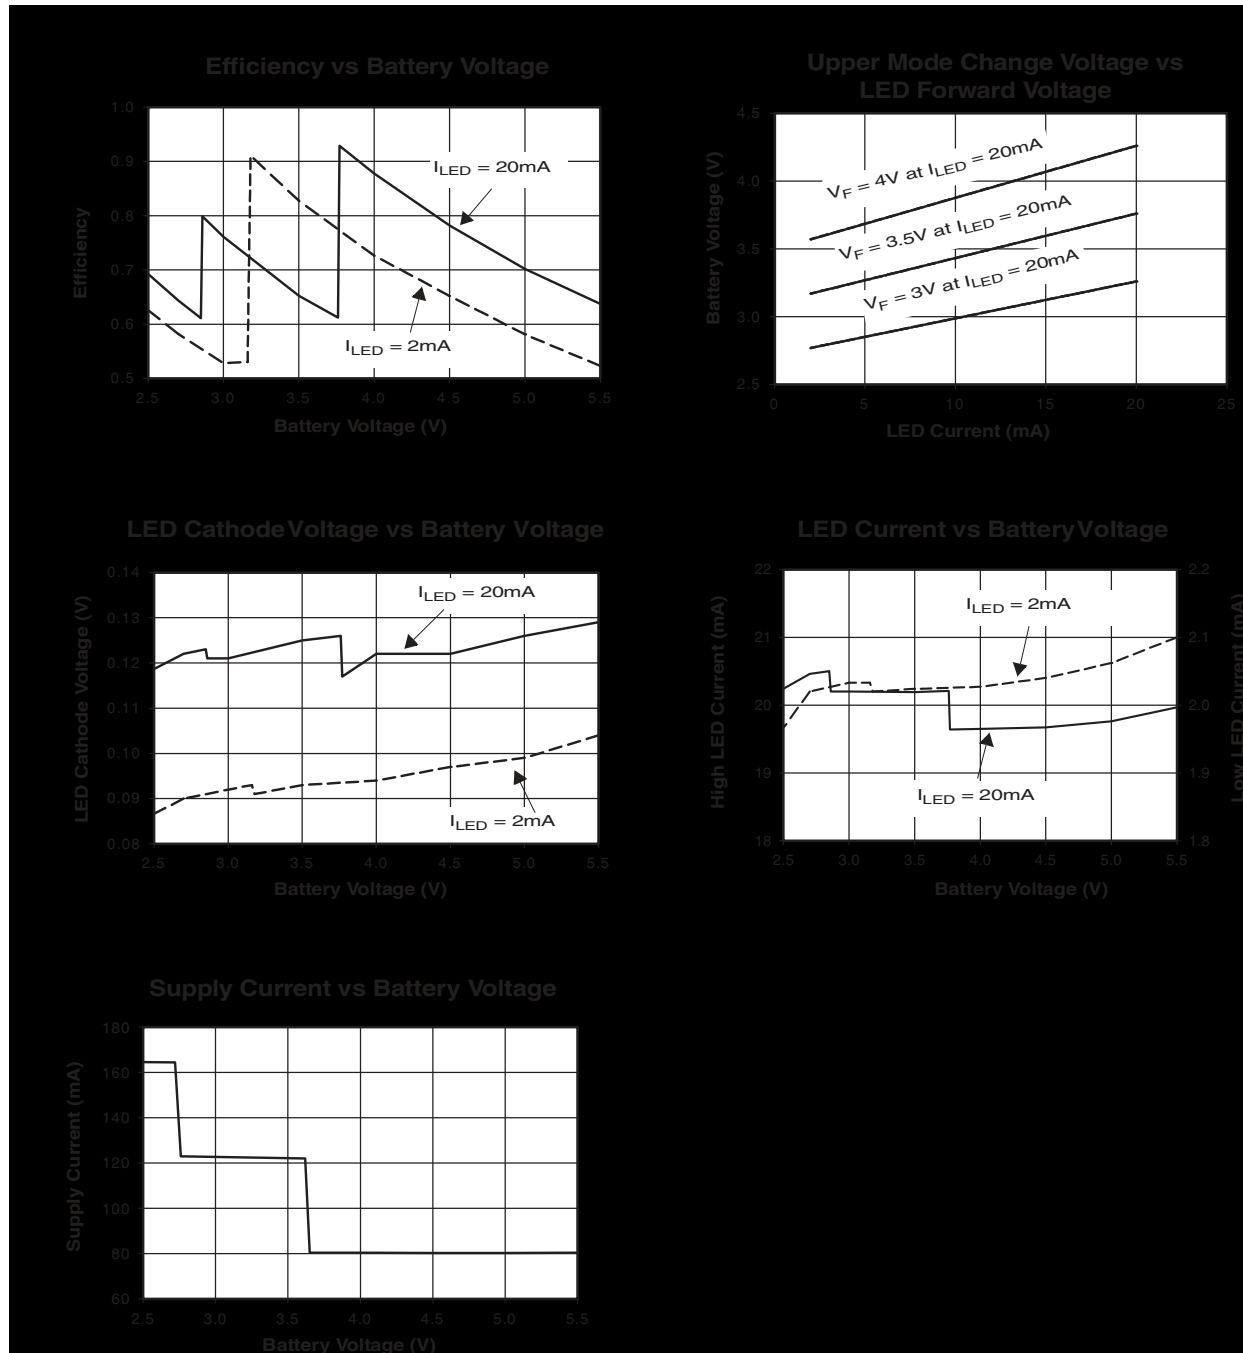 Efficiency vs Battery Voltage
1.0
0.9
0.8
0.7
0.6
0.5
Efficiency
I_LED = 20mA
I_LED = 2mA
2.5 3.0 3.5 4.0 4.5 5.0 5.5
Battery Voltage (V)
Upper Mode Change Voltage vs
LED Forward Voltage
4.5
4.0
3.5
3.0
2.5
Battery Voltage (V)
V_F = 4V at I_LED = 20mA
V_F = 3.5V at I_LED = 20mA
V_F = 3V at I_LED = 20mA
0 5 10 15 20 25
LED Current (mA)
LED Cathode Voltage vs Battery Voltage
0.14
0.13
0.12
0.11
0.10
0.09
0.08
LED Cathode Voltage (V)
I_LED = 20mA
I_LED = 2mA
2.5 3.0 3.5 4.0 4.5 5.0 5.5
Battery Voltage (V)
LED Current vs Battery Voltage
22
21
20
19
18
High LED Current (mA)
I_LED = 2mA
I_LED = 20mA
2.2
2.1
2.0
1.9
1.8
Low LED Current (mA)
2.5 3.0 3.5 4.0 4.5 5.0 5.5
Battery Voltage (V)
Supply Current vs Battery Voltage
180
160
140
120
100
80
60
Supply Current (mA)
2.5 3.0 3.5 4.0 4.5 5.0 5.5
Battery Voltage (V)